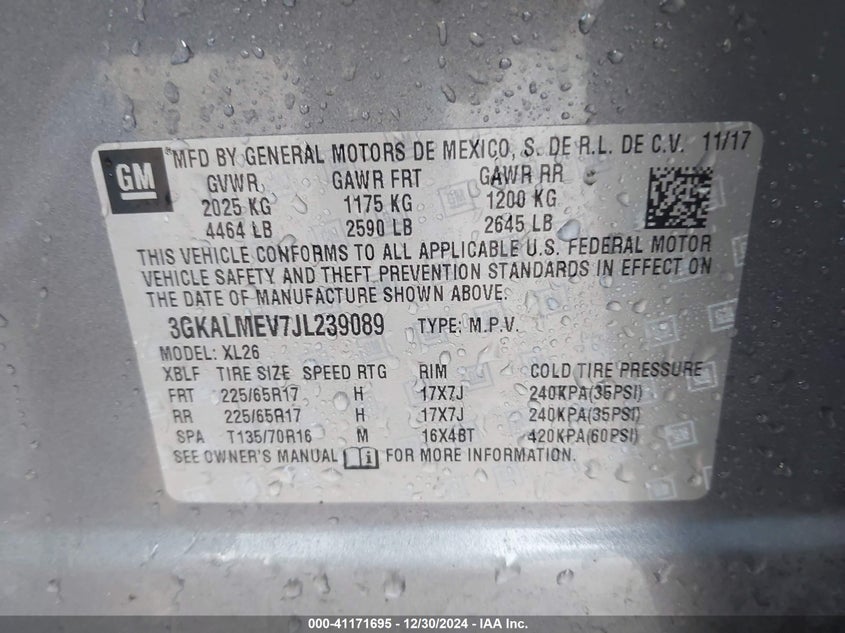 GM
MFD BY GENERAL MOTORS DE MEXICO, S. DE R.L. DE C.V. 11/17
GVWR GAWR FRT GAWR RR
2025 KG 1175 KG 1200 KG
4464 LB 2590 LB 2645 LB
THIS VEHICLE CONFORMS TO ALL APPLICABLE U.S. FEDERAL MOTOR
VEHICLE SAFETY AND THEFT PREVENTION STANDARDS IN EFFECT ON
THE DATE OF MANUFACTURE SHOWN ABOVE.
3GKALMEV7JL239089 TYPE: M.P.V.
MODEL: XL26
XBLF TIRE SIZE SPEED RTG RIM COLD TIRE PRESSURE
FRT 225/65R17 H 17X7J 240KPA(35PSI)
RR 225/65R17 H 17X7J 240KPA(35PSI)
SPA T135/70R16 M 16X4BT 420KPA(60PSI)
SEE OWNER'S MANUAL i FOR MORE INFORMATION.
000-41171695 - 12/30/2024 - IAA Inc.